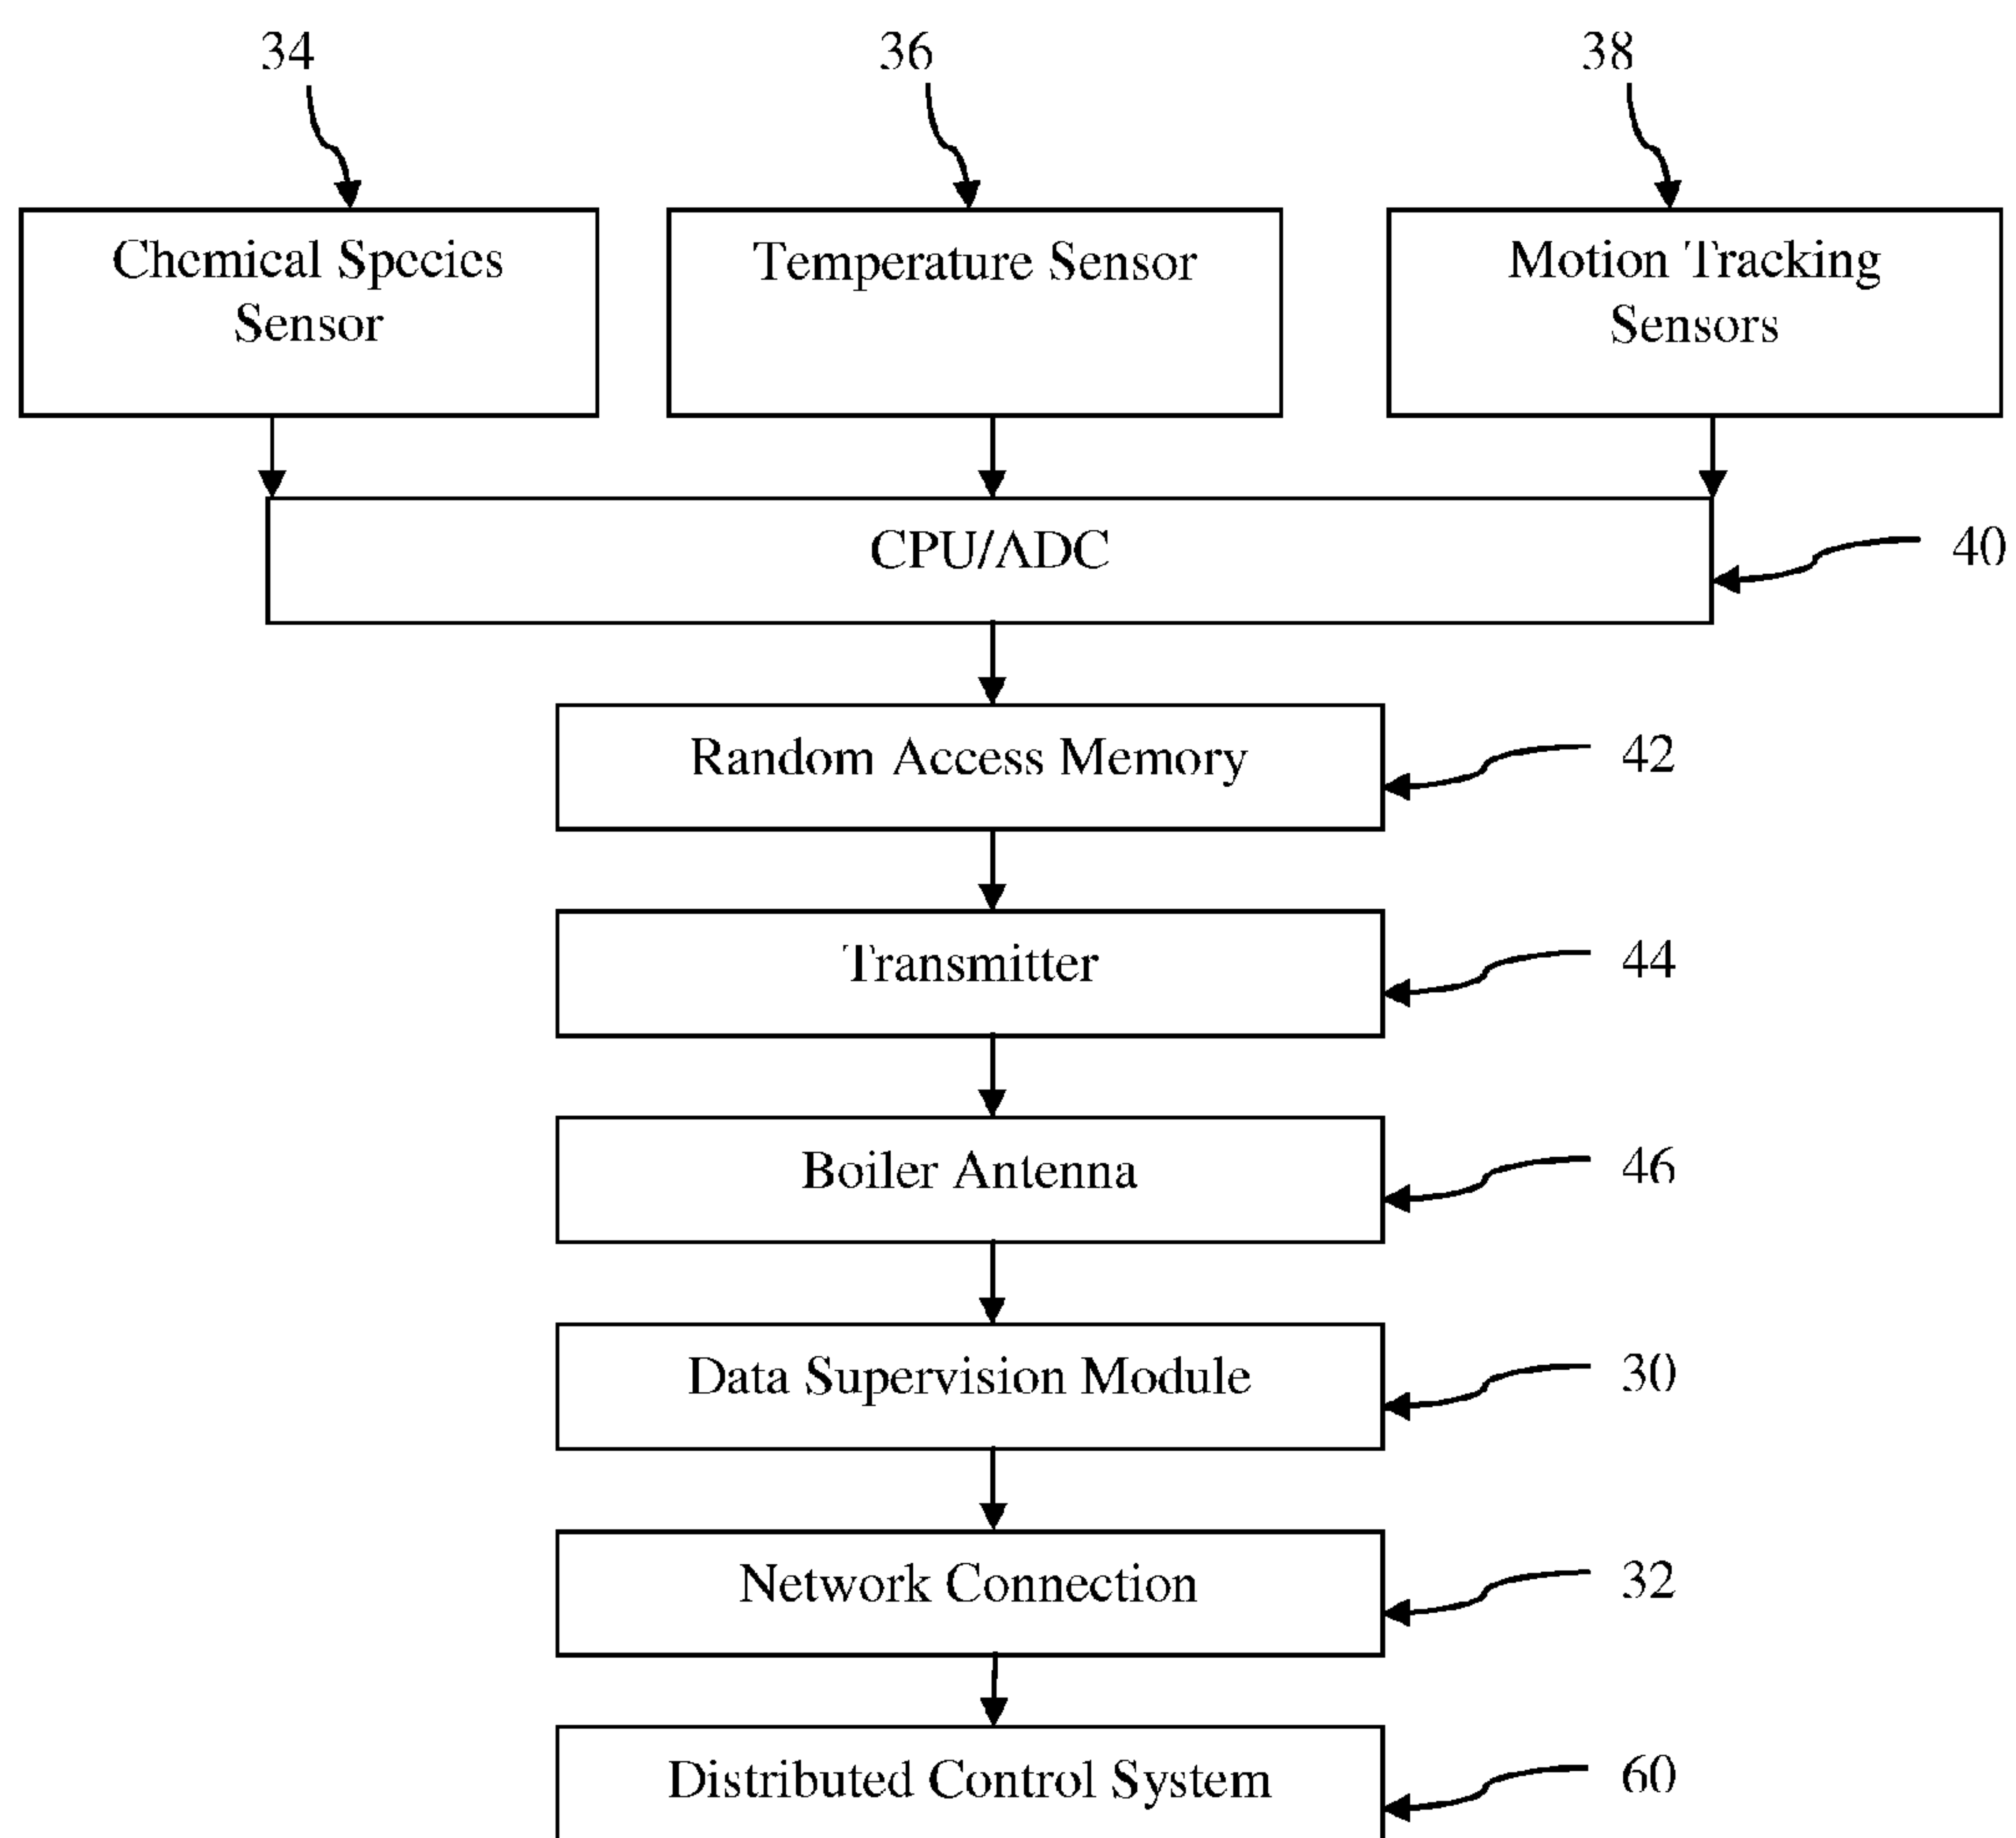 34
36
38
Chemical Species
Sensor
Temperature Sensor
Motion Tracking
Sensors
CPU/ADC
40
Random Access Memory
42
Transmitter
44
Boiler Antenna
46
Data Supervision Module
30
Network Connection
32
Distributed Control System
60